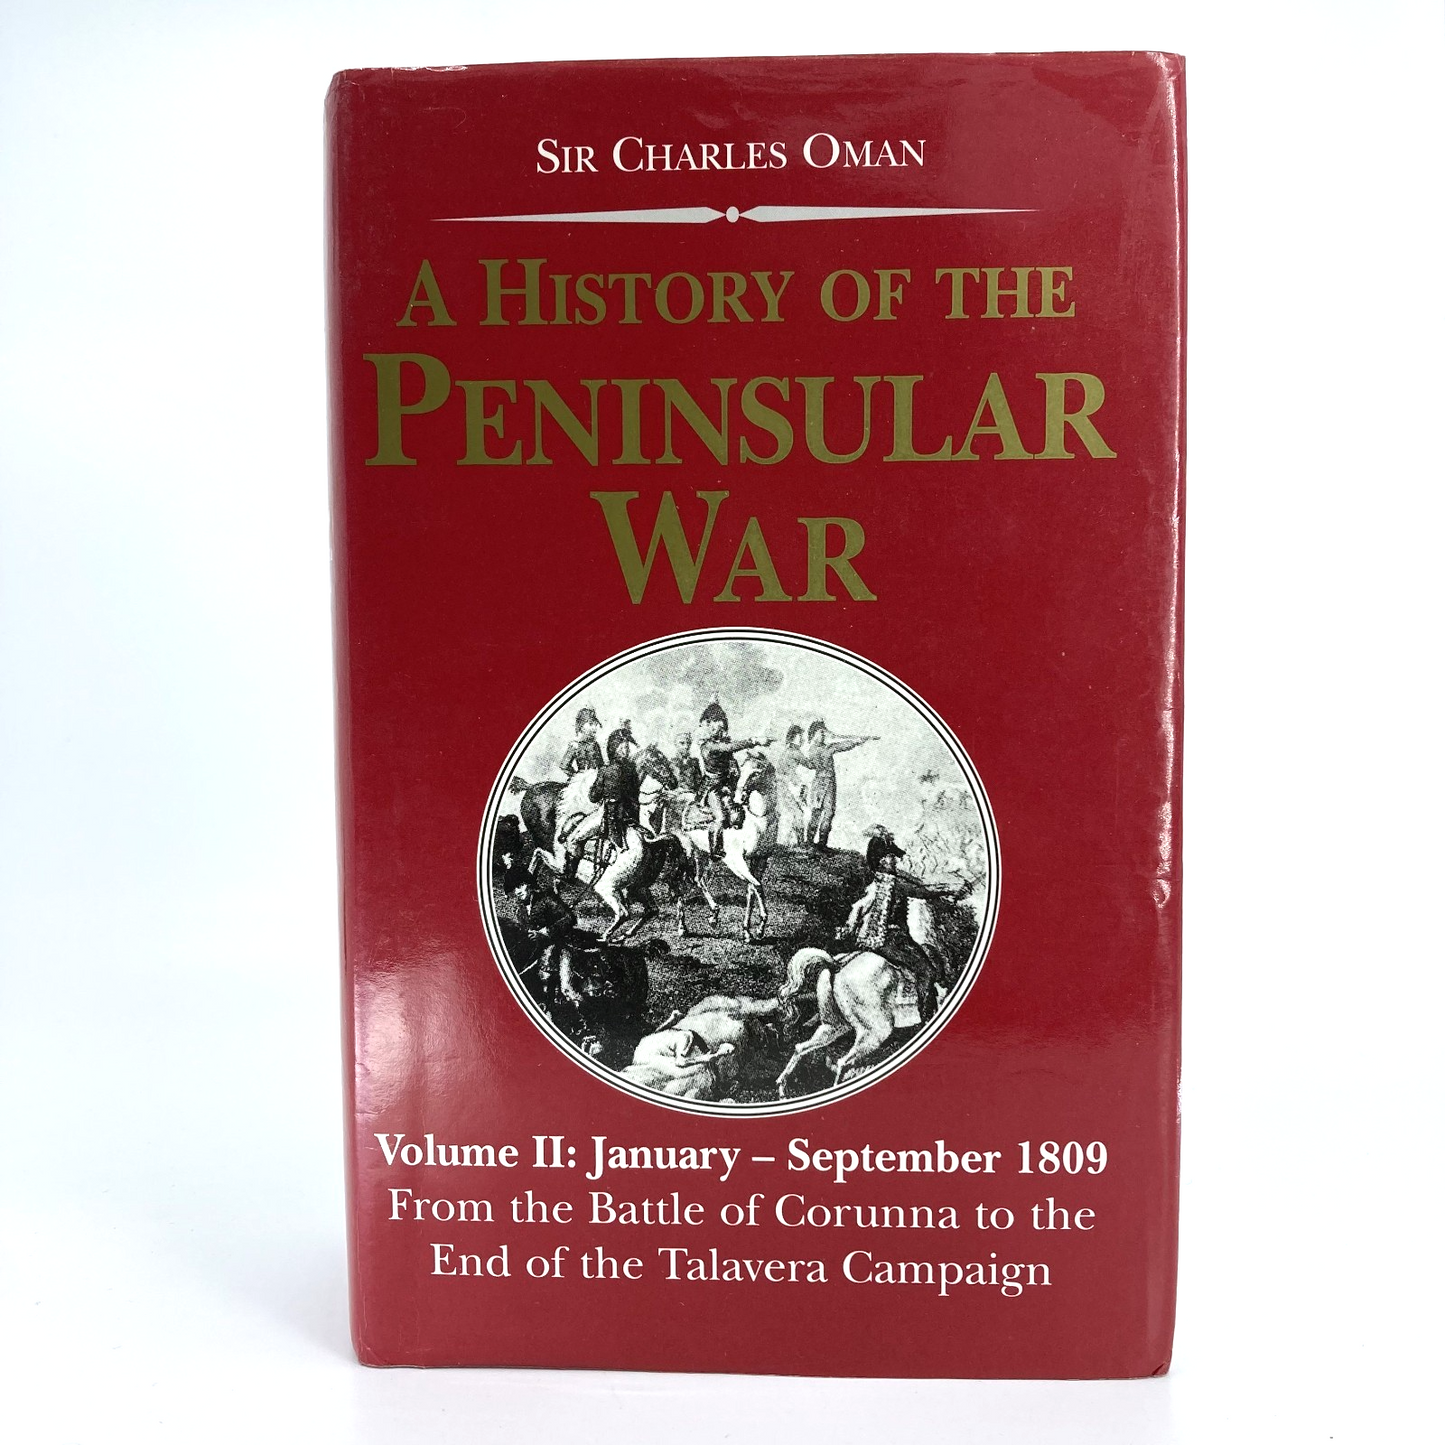 SIR CHARLES OMAN
A HISTORY OF THE
PENINSULAR
WAR
Volume II: January – September 1809
From the Battle of Corunna to the
End of the Talavera Campaign